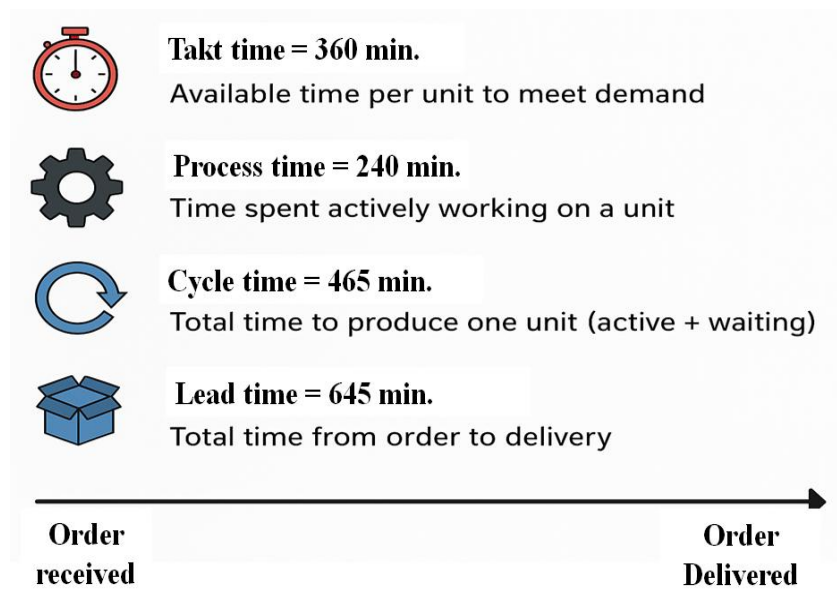 Takt time = 360 min.
Available time per unit to meet demand
Process time = 240 min.
Time spent actively working on a unit
Cycle time = 465 min.
Total time to produce one unit (active + waiting)
Lead time = 645 min.
Total time from order to delivery
Order
received
Order
Delivered